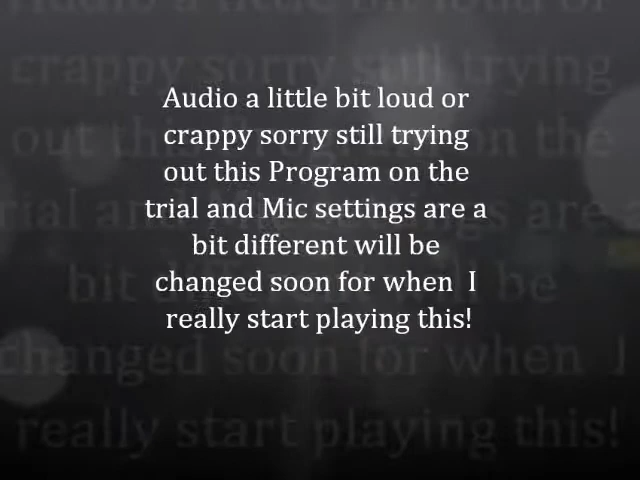 Audio a little bit loud or
crappy sorry still trying
out this Program on the
trial and Mic settings are a
bit different will be
changed soon for when  I
really start playing this!